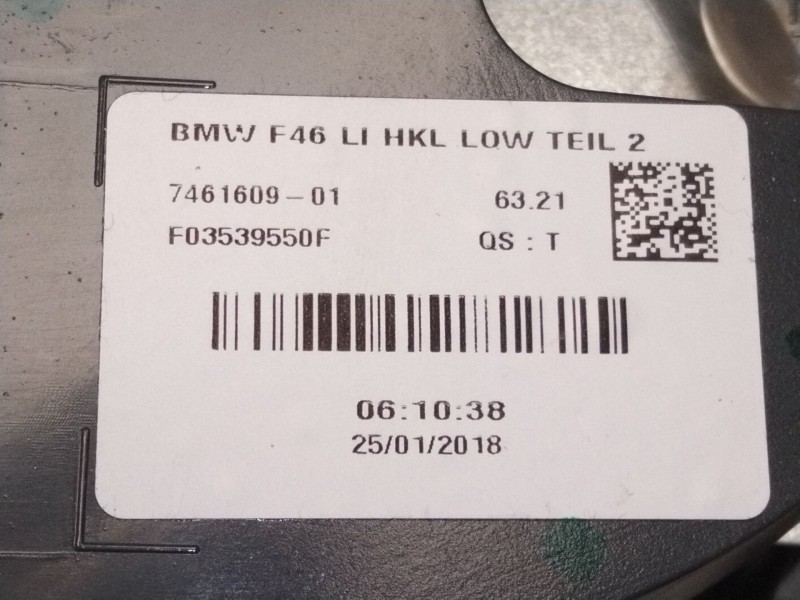 BMW F46 LI HKL LOW TEIL 2
7461609-01 63.21
F03539550F QS : T
06:10:38
25/01/2018